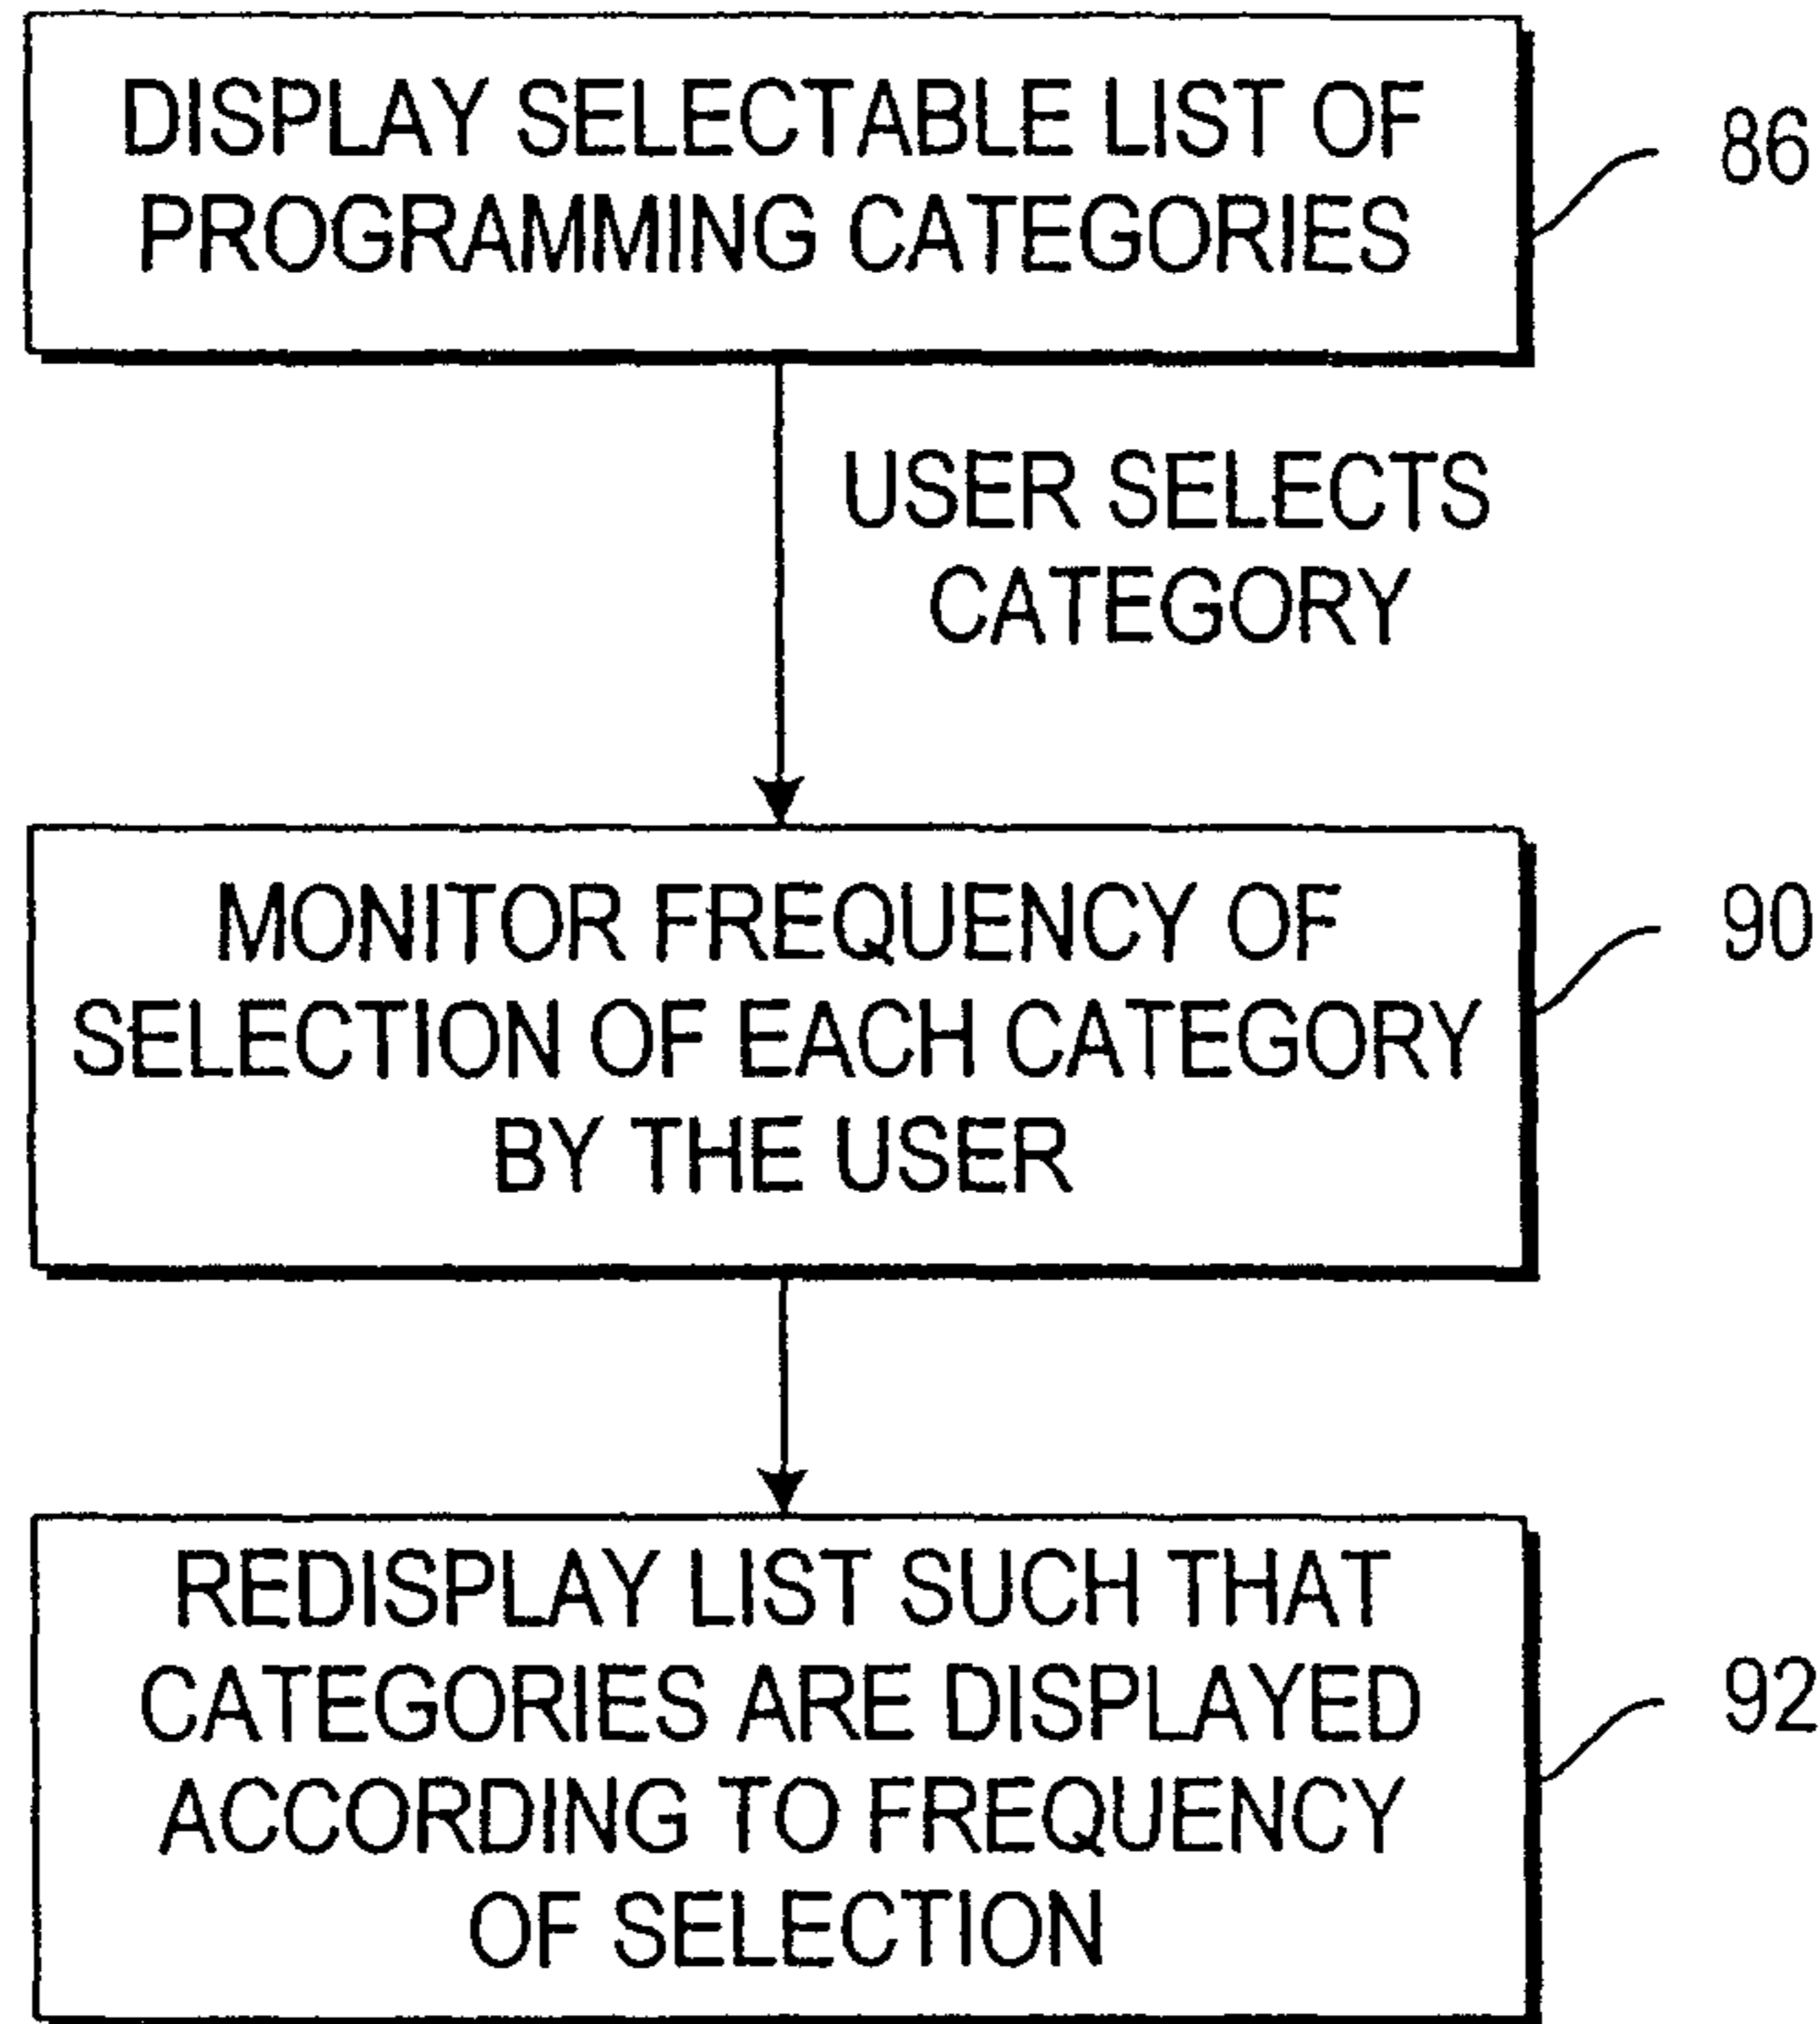 DISPLAY SELECTABLE LIST OF
PROGRAMMING CATEGORIES
86
USER SELECTS
CATEGORY
MONITOR FREQUENCY OF
SELECTION OF EACH CATEGORY
BY THE USER
90
REDISPLAY LIST SUCH THAT
CATEGORIES ARE DISPLAYED
ACCORDING TO FREQUENCY
OF SELECTION
92